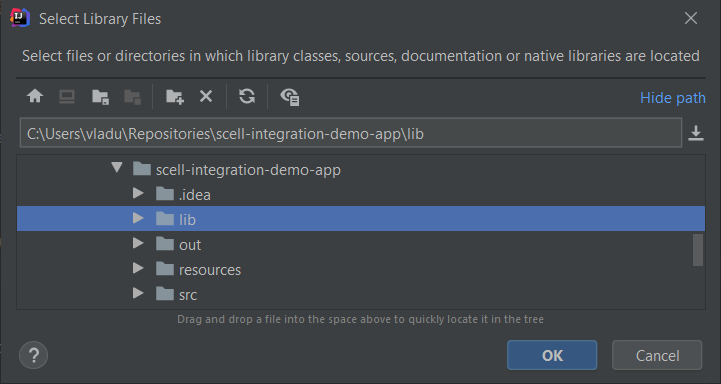 Select Library Files
Select files or directories in which library classes, sources, documentation or native libraries are located
Hide path
C:\Users\vladu\Repositories\scell-integration-demo-app\lib
scell-integration-demo-app
.idea
lib
out
resources
src
Drag and drop a file into the space above to quickly locate it in the tree
?
OK
Cancel